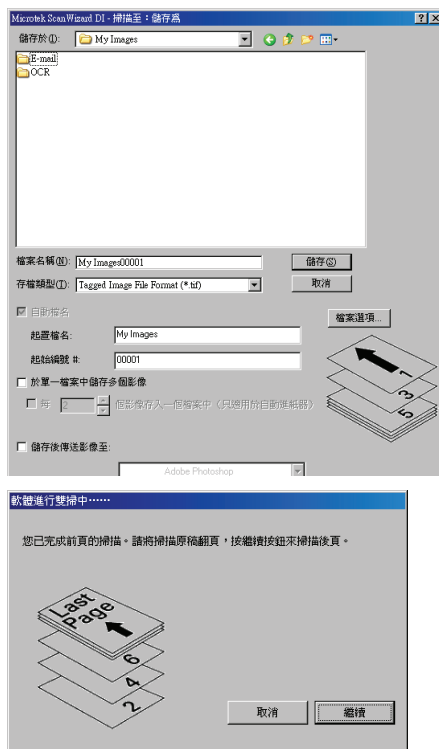 Microtek ScanWizard DI - 掃描至：儲存為
儲存於(I): My Images
E-mail
OCR
檔案名稱(N): My Images00001 儲存(S)
存檔類型(T): Tagged Image File Format (*.tif) 取消
自動檔名 檔案選項...
起置檔名: My Images
起始編號 #: 00001
於單一檔案中儲存多個影像
每 2 個影像存入一個檔案中（只適用於自動進紙器）
1
3
5
儲存後傳送影像至:
Adobe Photoshop
軟體進行雙掃中……
您已完成前頁的掃描。請將掃描原稿翻頁，按繼續按鈕來掃描後頁。
Last
Page
6
4
2
取消 繼續